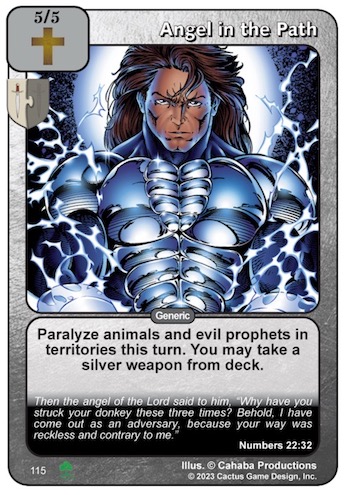 5/5
Angel in the Path
Generic
Paralyze animals and evil prophets in
territories this turn. You may take a
silver weapon from deck.
Then the angel of the Lord said to him, "Why have you
struck your donkey these three times? Behold, I have
come out as an adversary, because your way was
reckless and contrary to me."
Numbers 22:32
Illus. © Cahaba Productions
115
© 2023 Cactus Game Design, Inc.